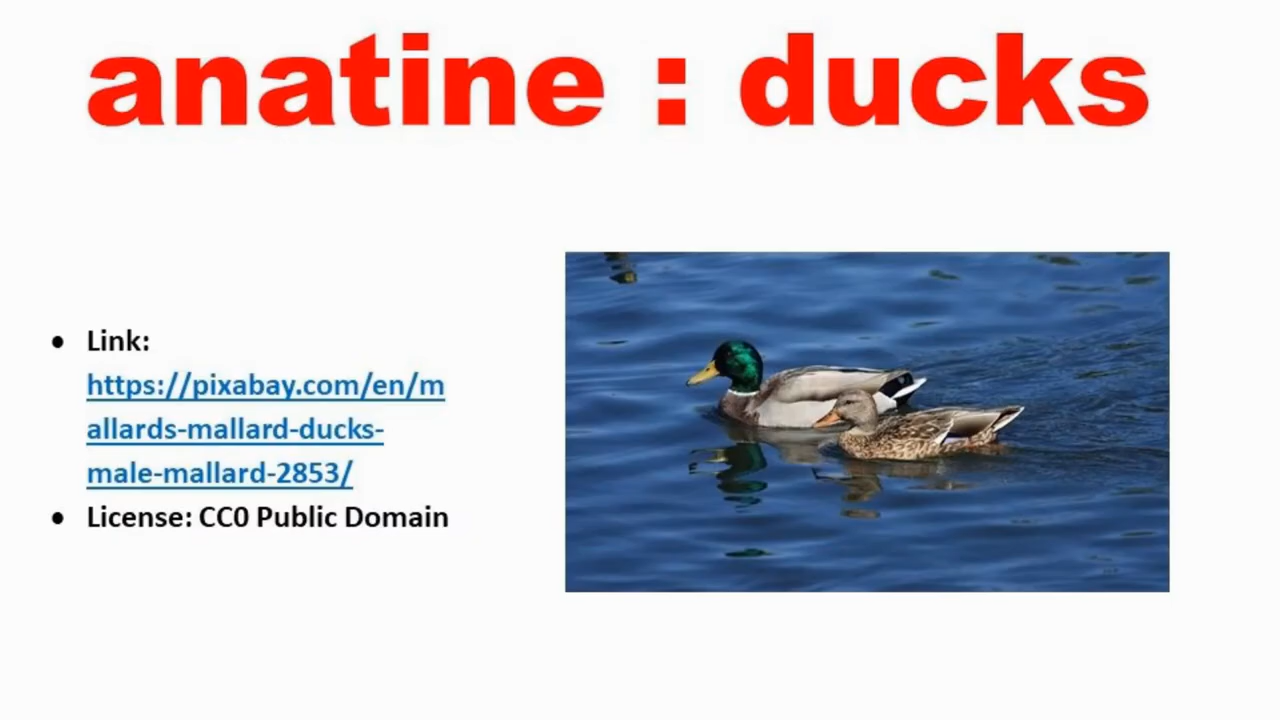 anatine : ducks
Link:
https://pixabay.com/en/m
allards-mallard-ducks-
male-mallard-2853/
License: CC0 Public Domain